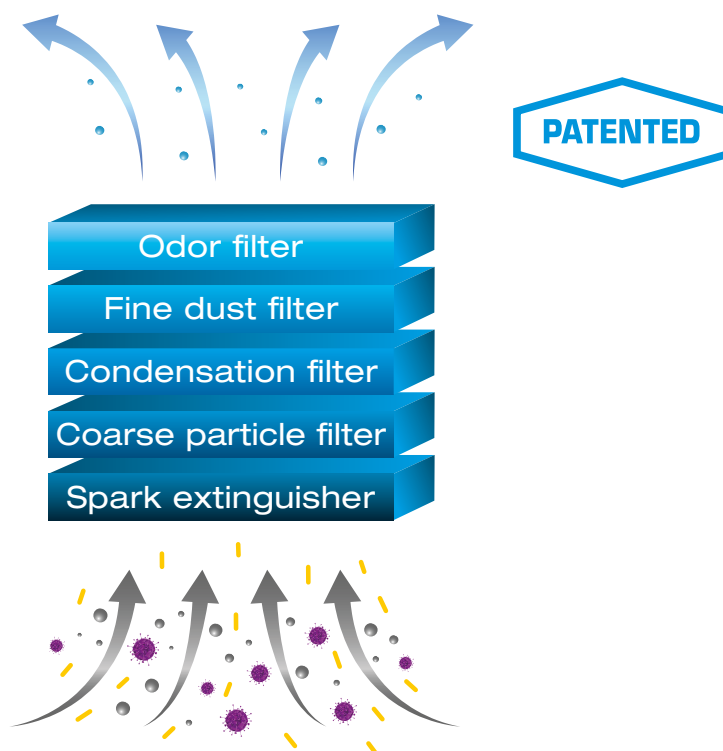 PATENTED
Odor filter
Fine dust filter
Condensation filter
Coarse particle filter
Spark extinguisher